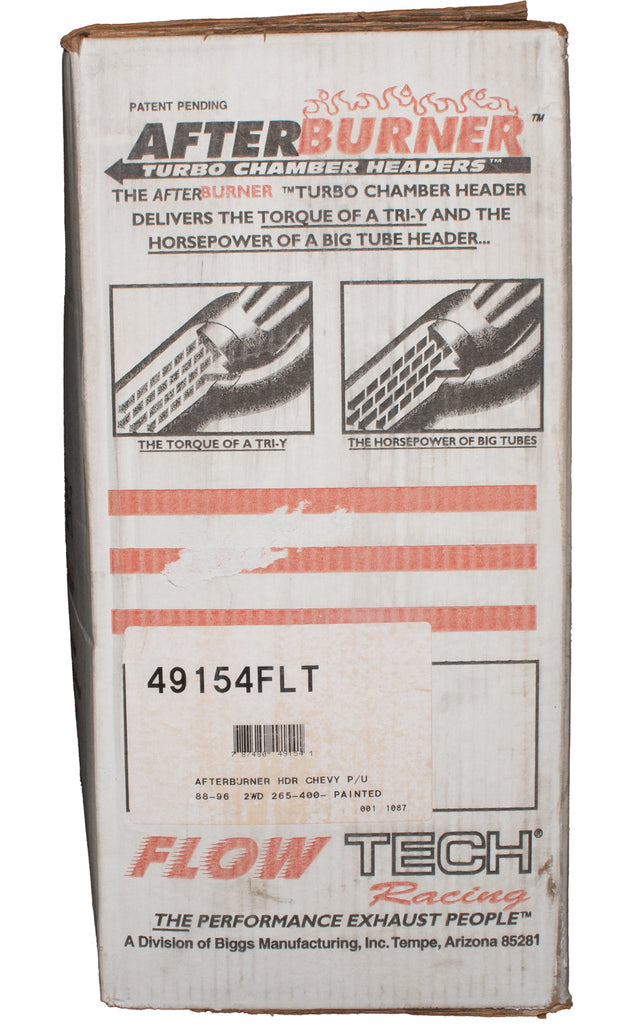 PATENT PENDING
AFTERBURNER™
TURBO CHAMBER HEADERS™
THE AFTERBURNER ™TURBO CHAMBER HEADER
DELIVERS THE TORQUE OF A TRI-Y AND THE
HORSEPOWER OF A BIG TUBE HEADER...
THE TORQUE OF A TRI-Y
THE HORSEPOWER OF BIG TUBES
49154FLT
49154 1
AFTERBURNER HDR CHEVY P/U
88-96 2WD 265-400- PAINTED
001 1087
FLOW TECH®
Racing
THE PERFORMANCE EXHAUST PEOPLE™
A Division of Biggs Manufacturing, Inc. Tempe, Arizona 85281